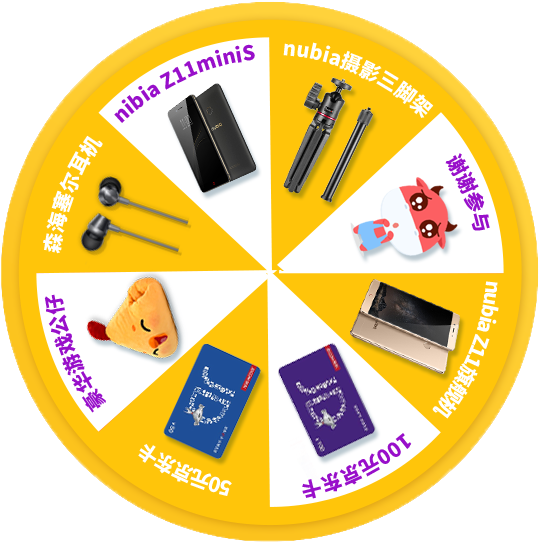 nibia Z11miniS
nubia摄影三脚架
谢谢参与
nubia Z11旗舰机
100元京东卡
50元京东卡
豪华游戏公仔
森海塞尔耳机